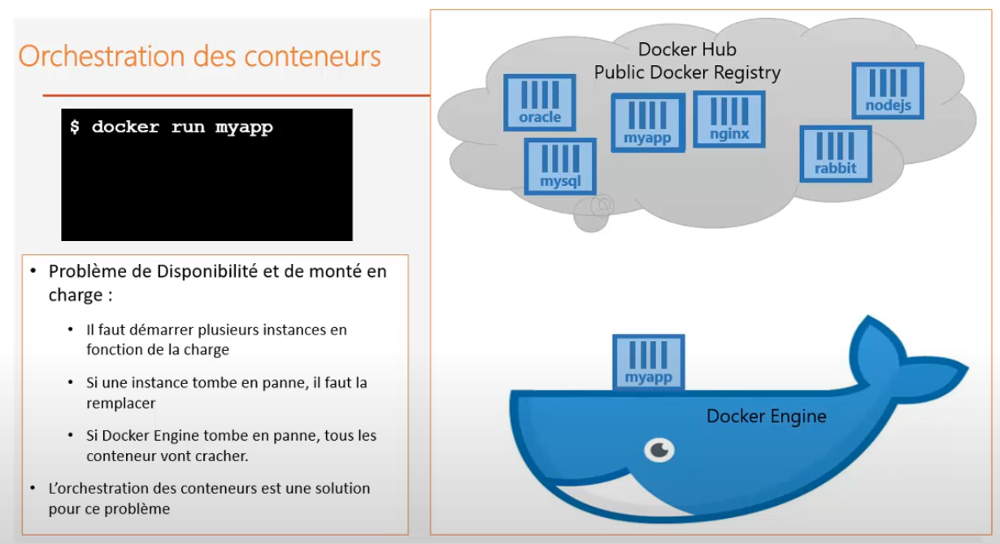 Orchestration des conteneurs
$ docker run myapp
• Problème de Disponibilité et de monté en
charge :
• Il faut démarrer plusieurs instances en
fonction de la charge
• Si une instance tombe en panne, il faut la
remplacer
• Si Docker Engine tombe en panne, tous les
conteneur vont cracher.
• L’orchestration des conteneurs est une solution
pour ce problème
Docker Hub
Public Docker Registry
oracle
myapp
nginx
nodejs
mysql
rabbit
myapp
Docker Engine